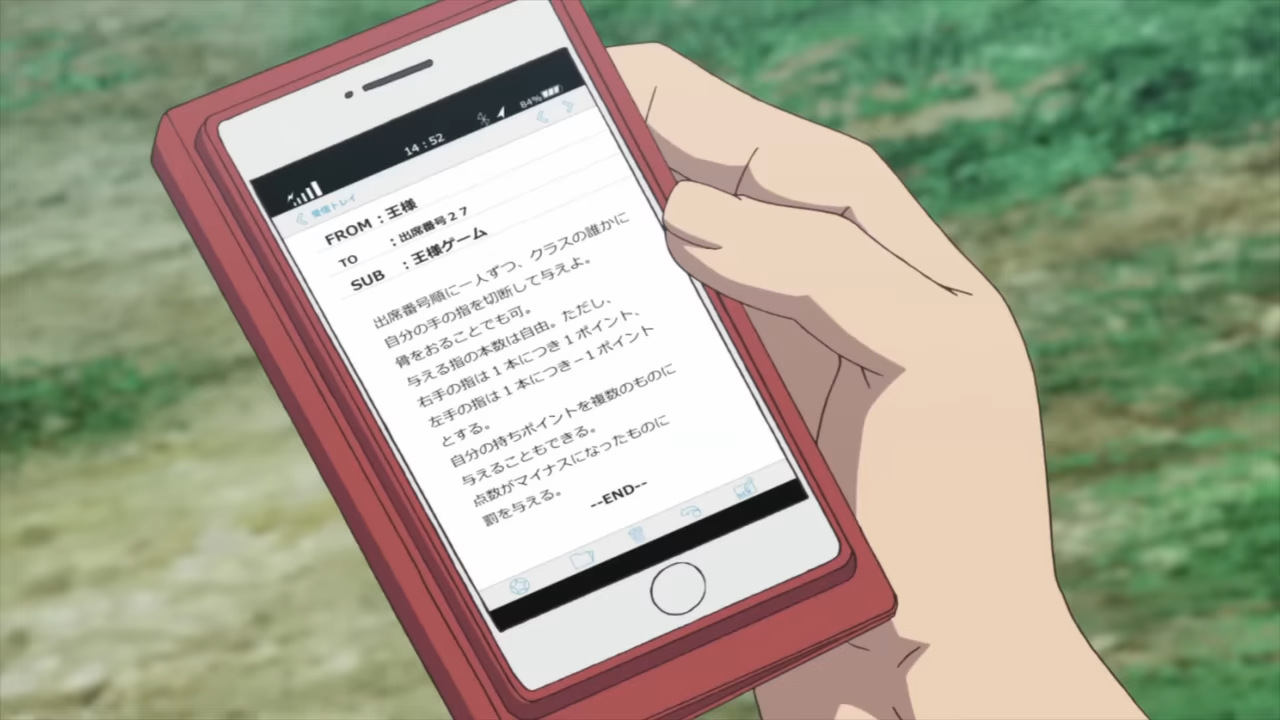 14:52
84%
受信トレイ
FROM：王様
TO　：出席番号27
SUB　：王様ゲーム
出席番号順に一人ずつ、クラスの誰かに
自分の手の指を切断して与えよ。
骨をおることでも可。
与える指の本数は自由。ただし、
右手の指は１本につき１ポイント、
左手の指は１本につき−１ポイント
とする。
自分の持ちポイントを複数のものに
与えることもできる。
点数がマイナスになったものに
罰を与える。
--END--